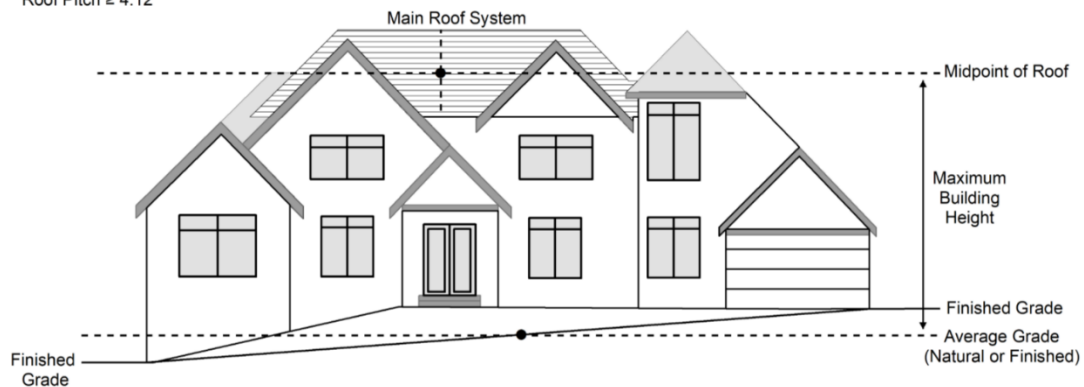 Roof Pitch ≥ 4:12
Main Roof System
Midpoint of Roof
Maximum
Building
Height
Finished Grade
Average Grade
(Natural or Finished)
Finished
Grade